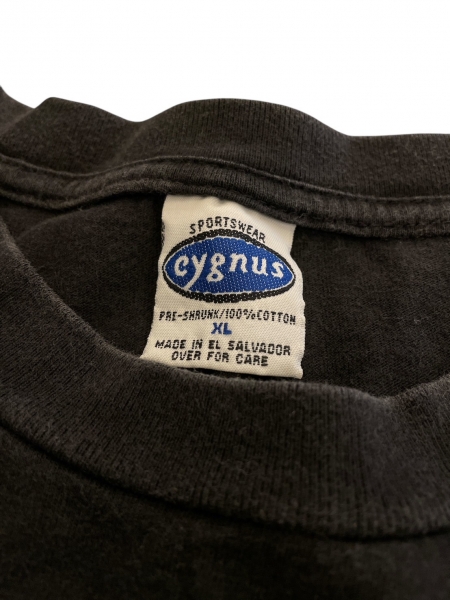 SPORTSWEAR
cygnus
PRE-SHRUNK/100%COTTON
XL
MADE IN EL SALVADOR
OVER FOR CARE